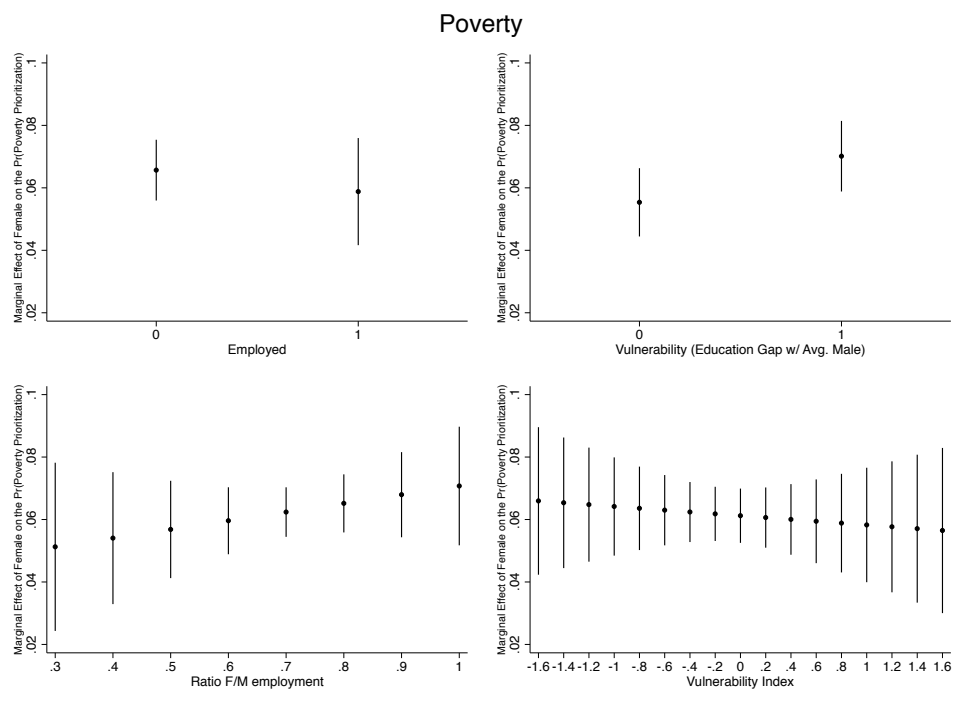 Poverty
Marginal Effect of Female on the Pr(Poverty Prioritization)
.1
.08
.06
.04
.02
0 1
Employed
Marginal Effect of Female on the Pr(Poverty Prioritization)
.1
.08
.06
.04
.02
0 1
Vulnerability (Education Gap w/ Avg. Male)
Marginal Effect of Female on the Pr(Poverty Prioritization)
.1
.08
.06
.04
.02
.3 .4 .5 .6 .7 .8 .9 1
Ratio F/M employment
Marginal Effect of Female on the Pr(Poverty Prioritization)
.1
.08
.06
.04
.02
-1.6 -1.4 -1.2 -1 -.8 -.6 -.4 -.2 0 .2 .4 .6 .8 1 1.2 1.4 1.6
Vulnerability Index